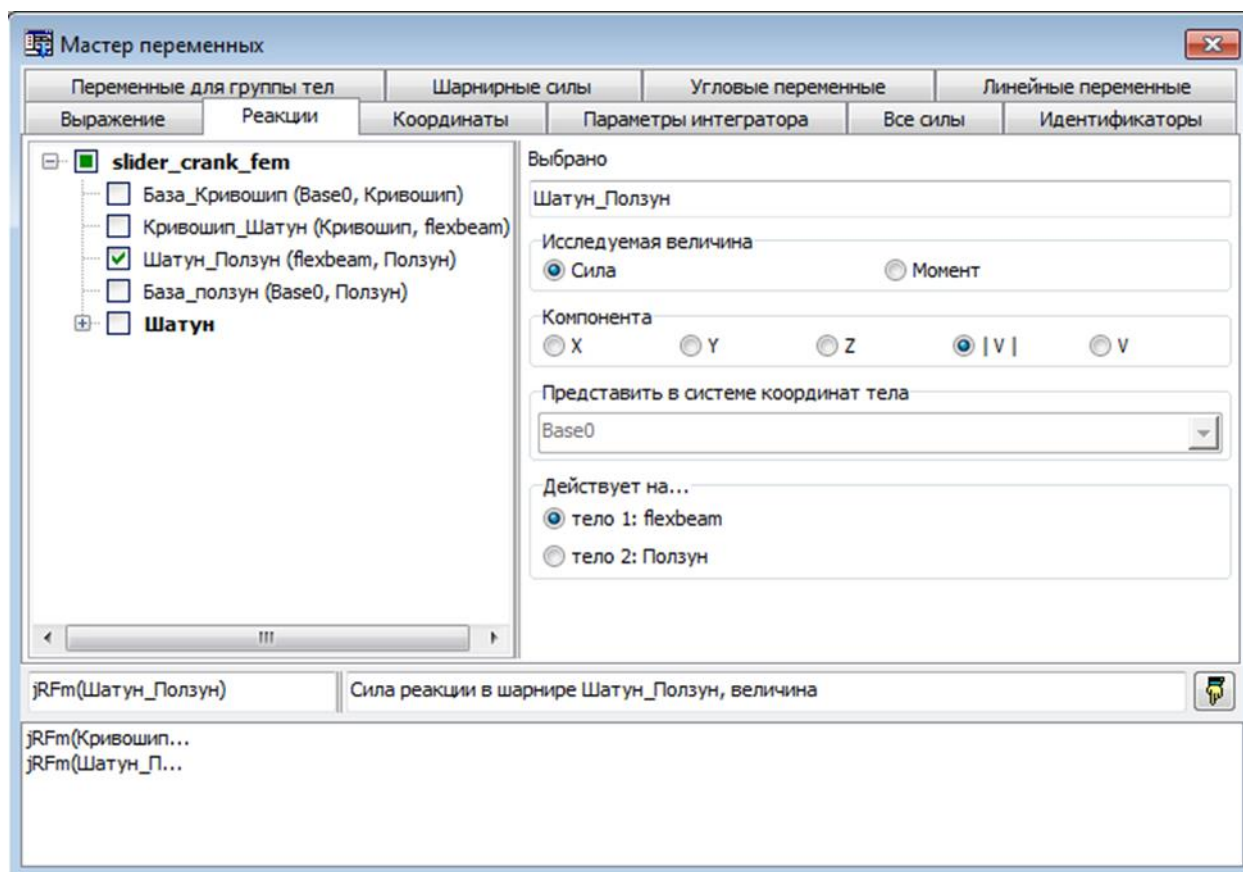 Мастер переменных
Переменные для группы тел Шарнирные силы Угловые переменные Линейные переменные
Выражение Реакции Координаты Параметры интегратора Все силы Идентификаторы
slider_crank_fem
База_Кривошип (Base0, Кривошип)
Кривошип_Шатун (Кривошип, flexbeam)
Шатун_Ползун (flexbeam, Ползун)
База_ползун (Base0, Ползун)
Шатун
Выбрано
Шатун_Ползун
Исследуемая величина
Сила Момент
Компонента
X Y Z |V| V
Представить в системе координат тела
Base0
Действует на...
тело 1: flexbeam
тело 2: Ползун
jRFm(Шатун_Ползун) Сила реакции в шарнире Шатун_Ползун, величина
jRFm(Кривошип...
jRFm(Шатун_П...